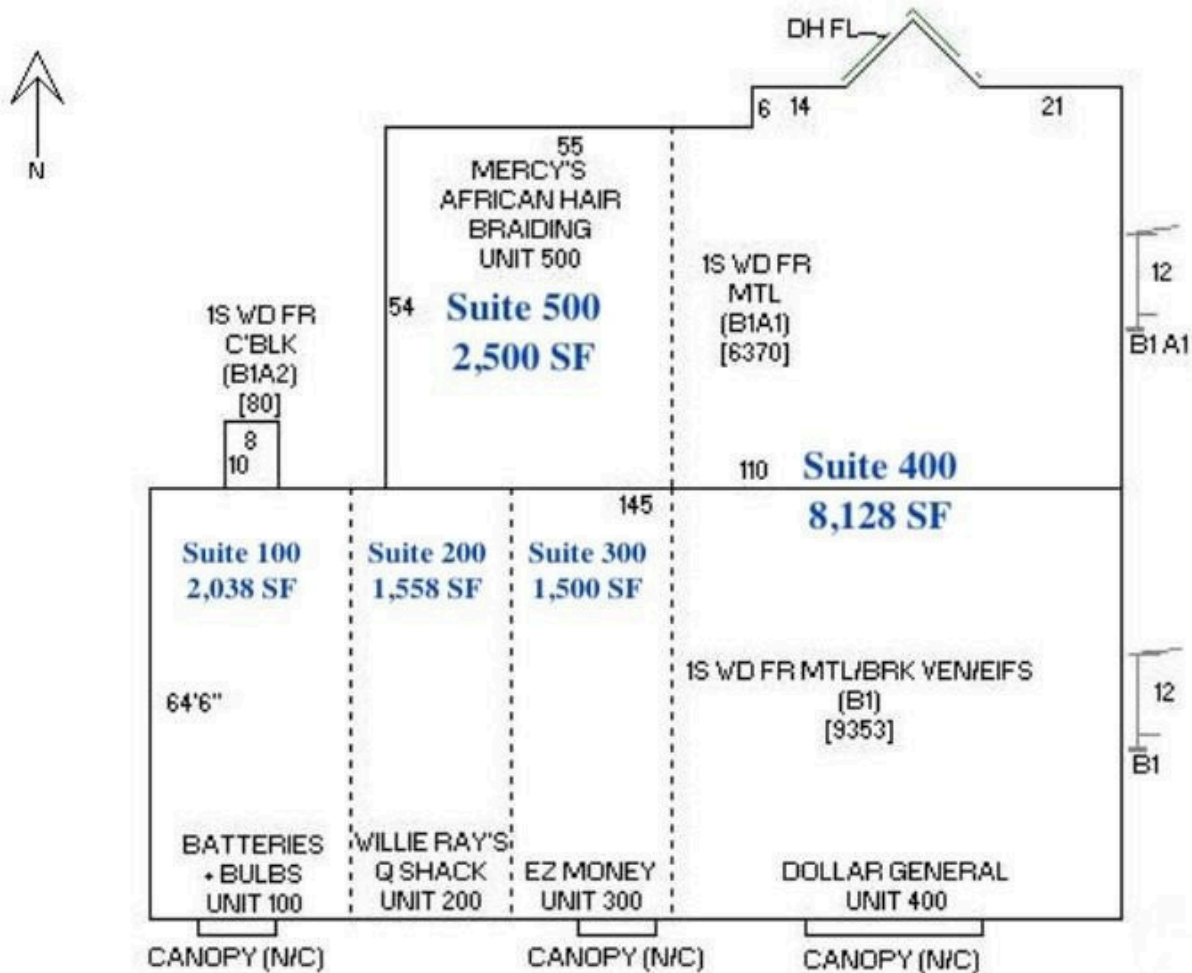 DH FL
N
6 14 21
55
MERCY'S
AFRICAN HAIR
BRAIDING
UNIT 500
54
Suite 500
2,500 SF
1S WD FR
MTL
(B1A1)
[6370]
12
B1 A1
1S WD FR
C'BLK
(B1A2)
[80]
8
10
110
Suite 400
8,128 SF
145
Suite 100
2,038 SF
Suite 200
1,558 SF
Suite 300
1,500 SF
64'6"
1S WD FR MTL/BRK VEN/EIFS
(B1)
[9353]
12
B1
BATTERIES
+ BULBS
UNIT 100
WILLIE RAY'S
Q SHACK
UNIT 200
EZ MONEY
UNIT 300
DOLLAR GENERAL
UNIT 400
CANOPY (N/C)
CANOPY (N/C)
CANOPY (N/C)